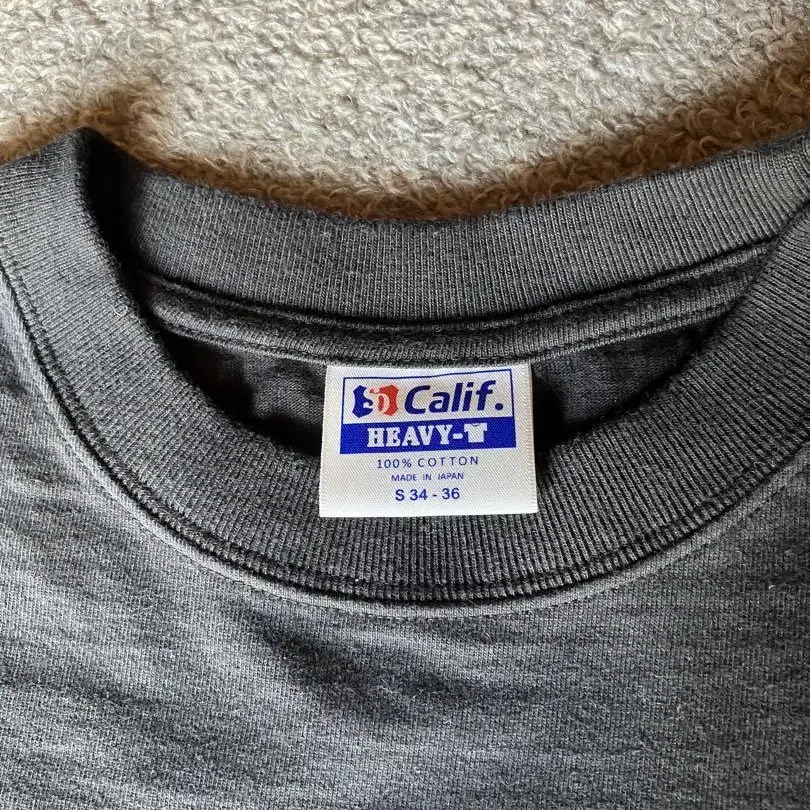 SD Calif.
HEAVY-T
100% COTTON
MADE IN JAPAN
S 34 - 36